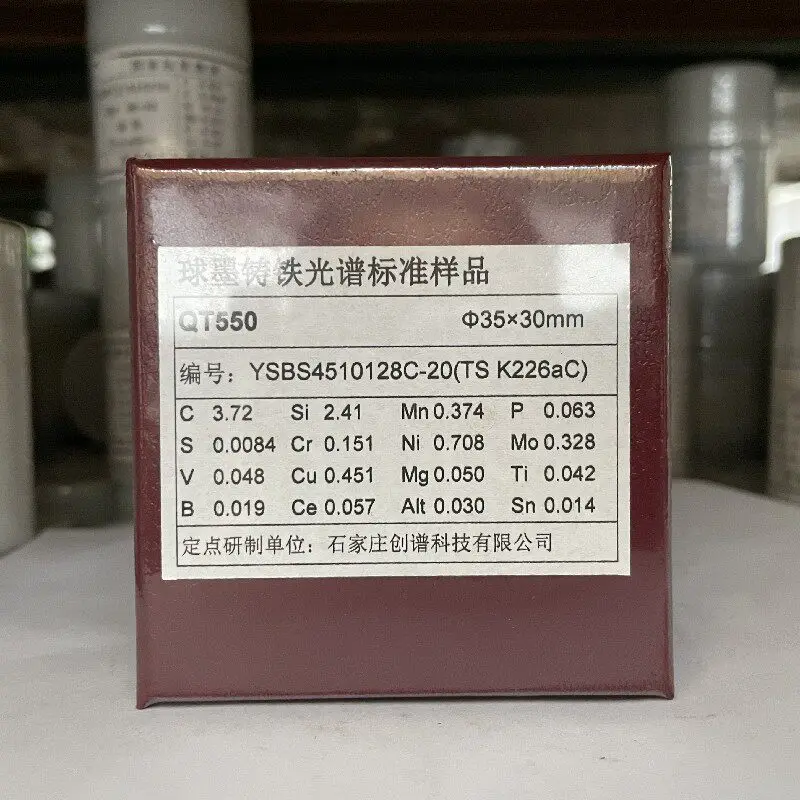 球墨铸铁光谱标准样品
QT550 Φ35×30mm
编号: YSBS4510128C-20(TS K226aC)
C 3.72 Si 2.41 Mn 0.374 P 0.063
S 0.0084 Cr 0.151 Ni 0.708 Mo 0.328
V 0.048 Cu 0.451 Mg 0.050 Ti 0.042
B 0.019 Ce 0.057 Alt 0.030 Sn 0.014
定点研制单位: 石家庄创谱科技有限公司